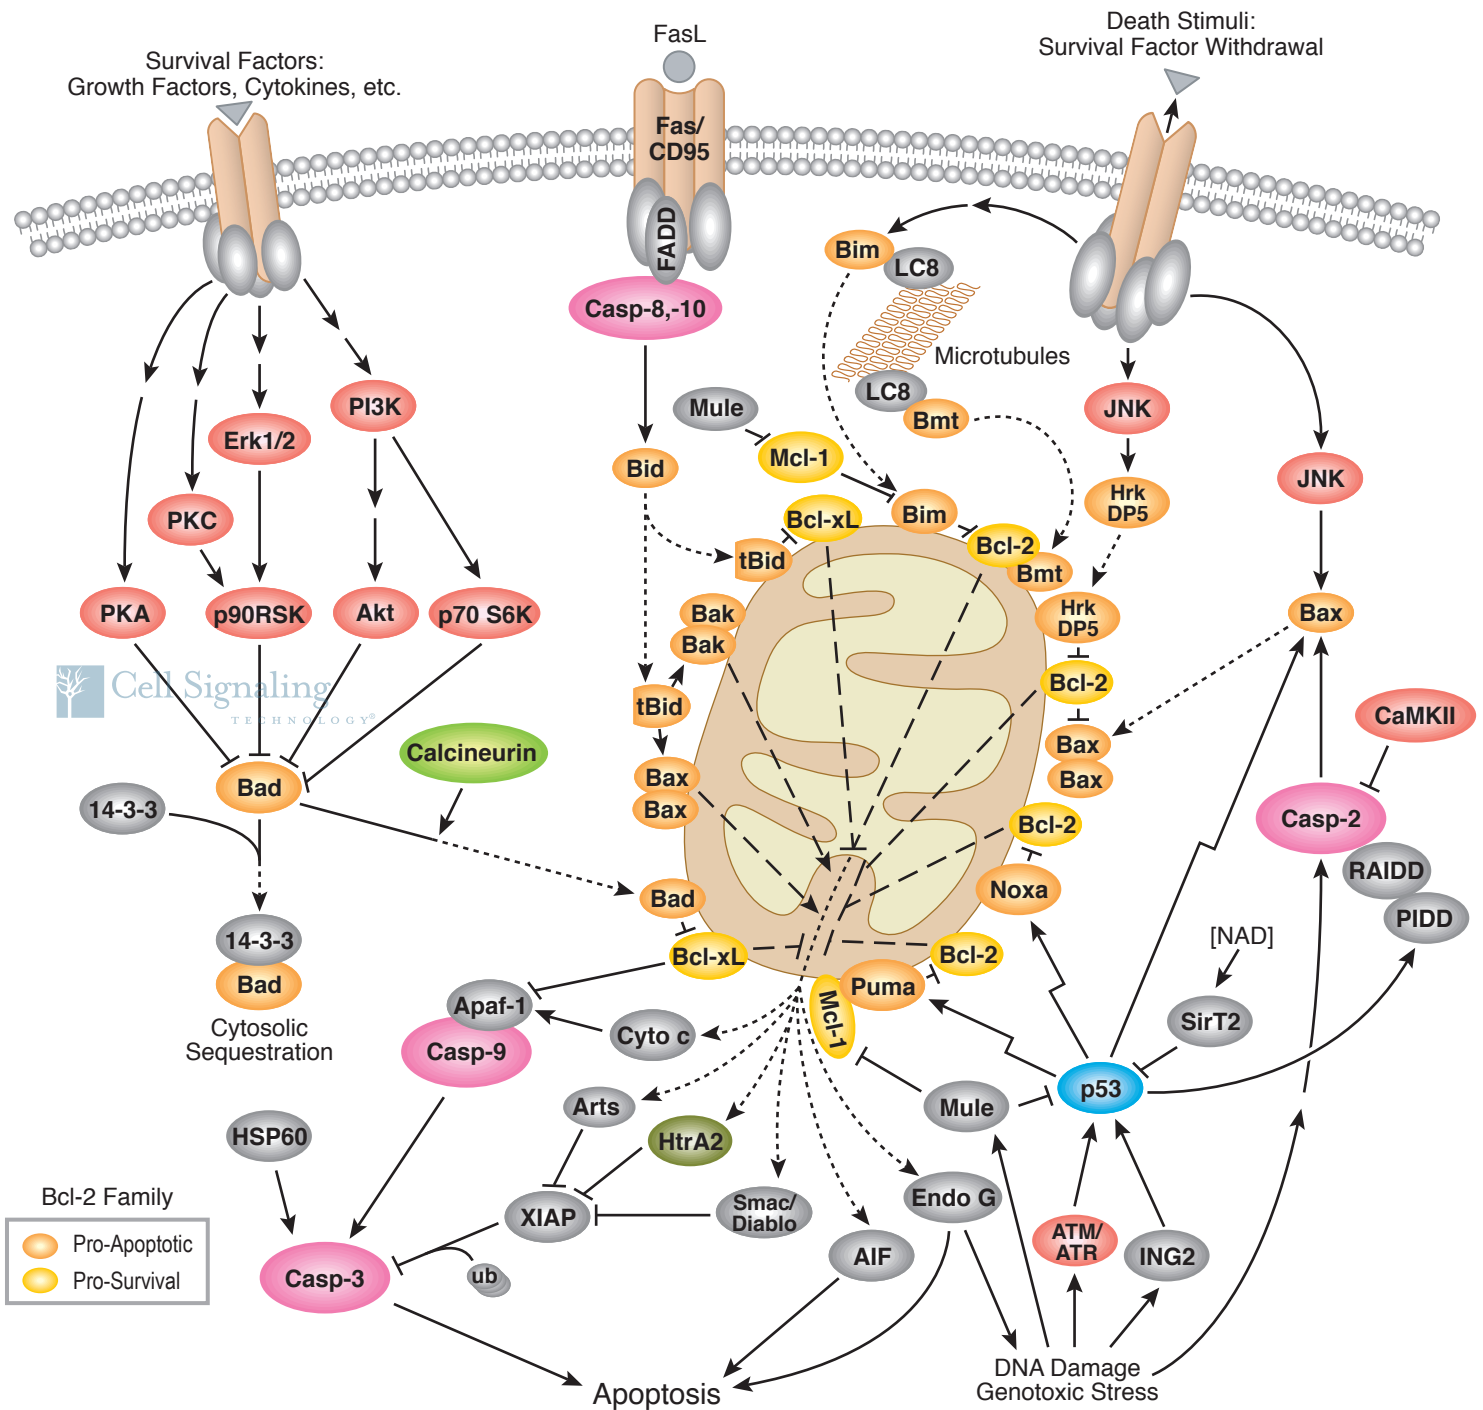 Death Stimuli:
Survival Factor Withdrawal
FasL
Survival Factors:
Growth Factors, Cytokines, etc.
Fas/
CD95
FADD
Casp-8,-10
Bim
LC8
Microtubules
LC8
Bmt
PI3K
Erk1/2
PKC
Mule
Mcl-1
Bid
JNK
Hrk
DP5
JNK
Bcl-xL
Bim
Bcl-2
Bmt
tBid
PKA
p90RSK
Akt
p70 S6K
Bak
Bak
Hrk
DP5
Bax
Cell Signaling
TECHNOLOGY®
tBid
Bcl-2
CaMKII
Calcineurin
Bax
Bax
Bax
Bax
Bad
14-3-3
Bcl-2
Casp-2
RAIDD
PIDD
Noxa
Bad
14-3-3
Bad
Cytosolic
Sequestration
Bcl-xL
Bcl-2
Puma
Mcl-1
[NAD]
SirT2
Apaf-1
Casp-9
Cyto c
p53
Mule
Arts
HSP60
HtrA2
Endo G
XIAP
Smac/
Diablo
AIF
ATM/
ATR
ING2
Bcl-2 Family
Pro-Apoptotic
Pro-Survival
Casp-3
ub
DNA Damage
Genotoxic Stress
Apoptosis